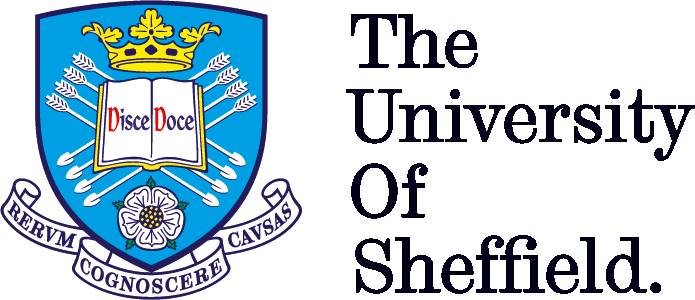 Disce Doce
RERVM
COGNOSCERE
CAVSAS
The
University
Of
Sheffield.